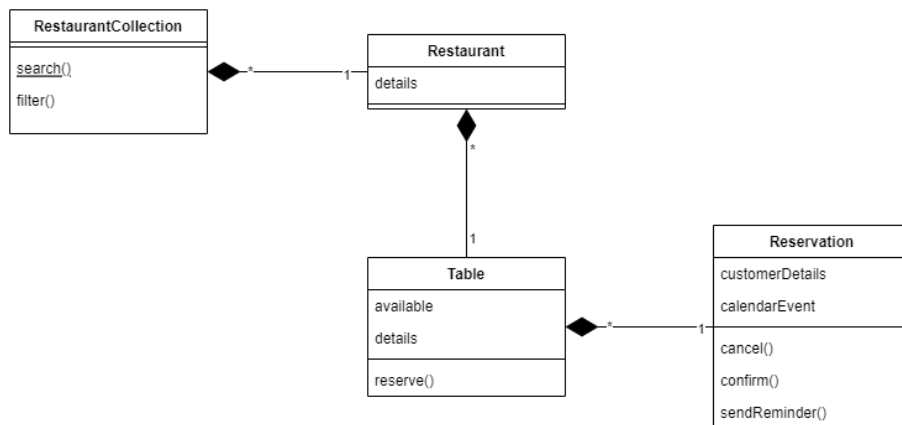 RestaurantCollection
search()
filter()
*
1
Restaurant
details
*
1
Table
available
details
reserve()
*
1
Reservation
customerDetails
calendarEvent
cancel()
confirm()
sendReminder()